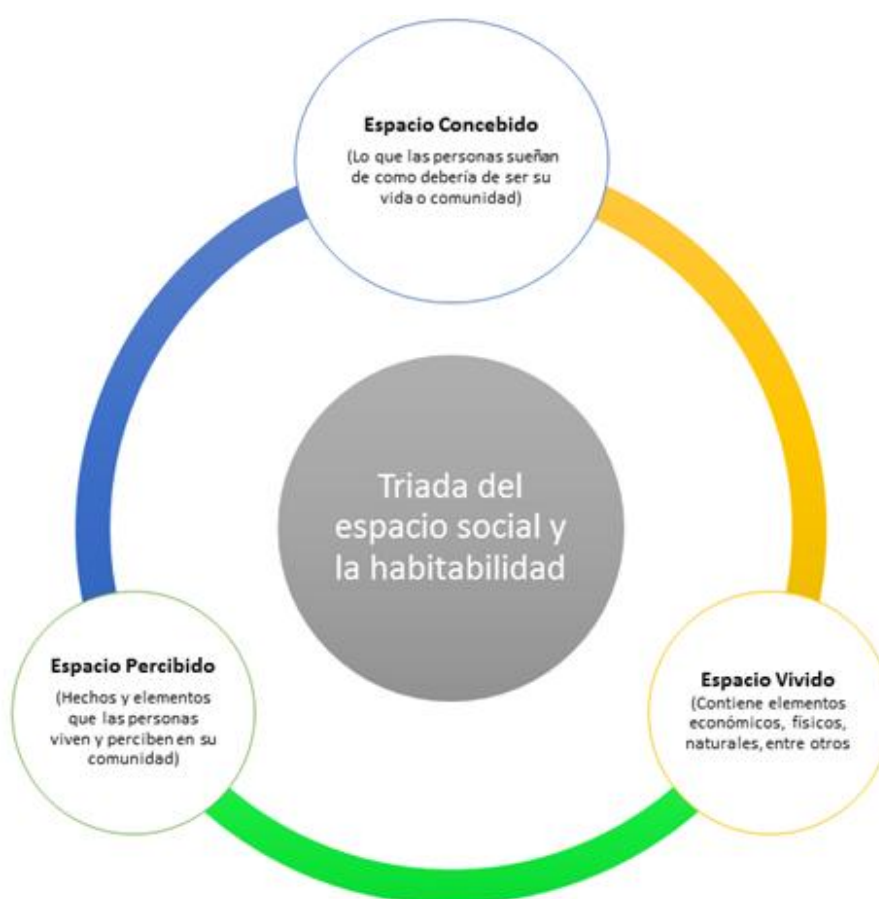 Espacio Concebido
(Lo que las personas sueñan
de como debería de ser su
vida o comunidad)
Triada del
espacio social y
la habitabilidad
Espacio Percibido
(Hechos y elementos
que las personas
viven y perciben en su
comunidad)
Espacio Vivido
(Contiene elementos
económicos, físicos,
naturales, entre otros